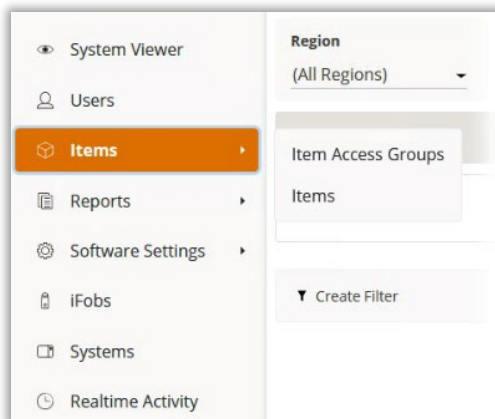 System Viewer
Users
Items
Reports
Software Settings
iFobs
Systems
Realtime Activity
Region
(All Regions)
Item Access Groups
Items
Create Filter